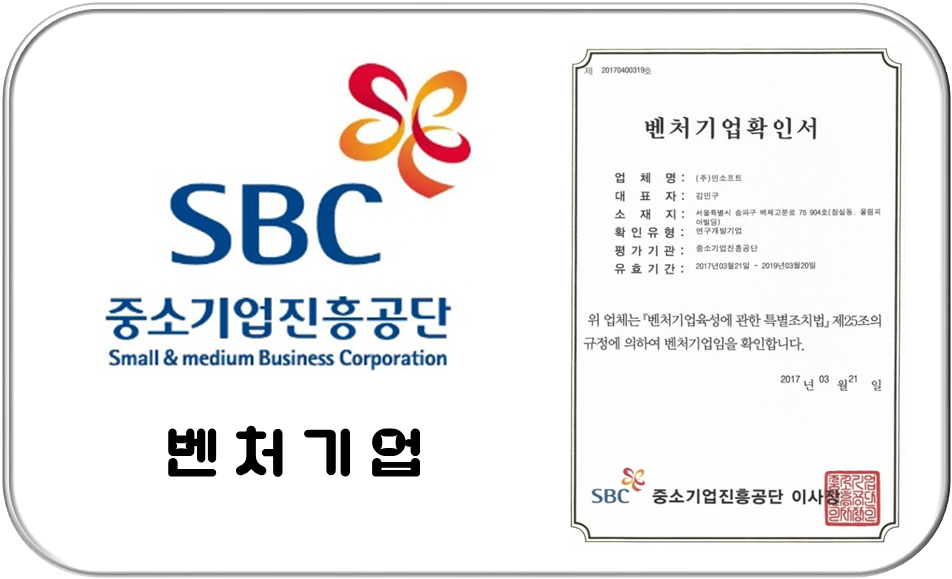 SBC
중소기업진흥공단
Small & medium Business Corporation
벤처기업
제 20170400319호
벤처기업확인서
업 체 명 : (주)민소프트
대 표 자 : 김민구
소 재 지 : 서울특별시 송파구 백제고분로 75 904호(잠실동, 올림피
아빌딩)
확 인 유 형 : 연구개발기업
평 가 기 관 : 중소기업진흥공단
유 효 기 간 : 2017년03월21일 - 2019년03월20일
위 업체는 『벤처기업육성에 관한 특별조치법』 제25조의
규정에 의하여 벤처기업임을 확인합니다.
2017 년 03 월 21 일
SBC 중소기업진흥공단 이사장